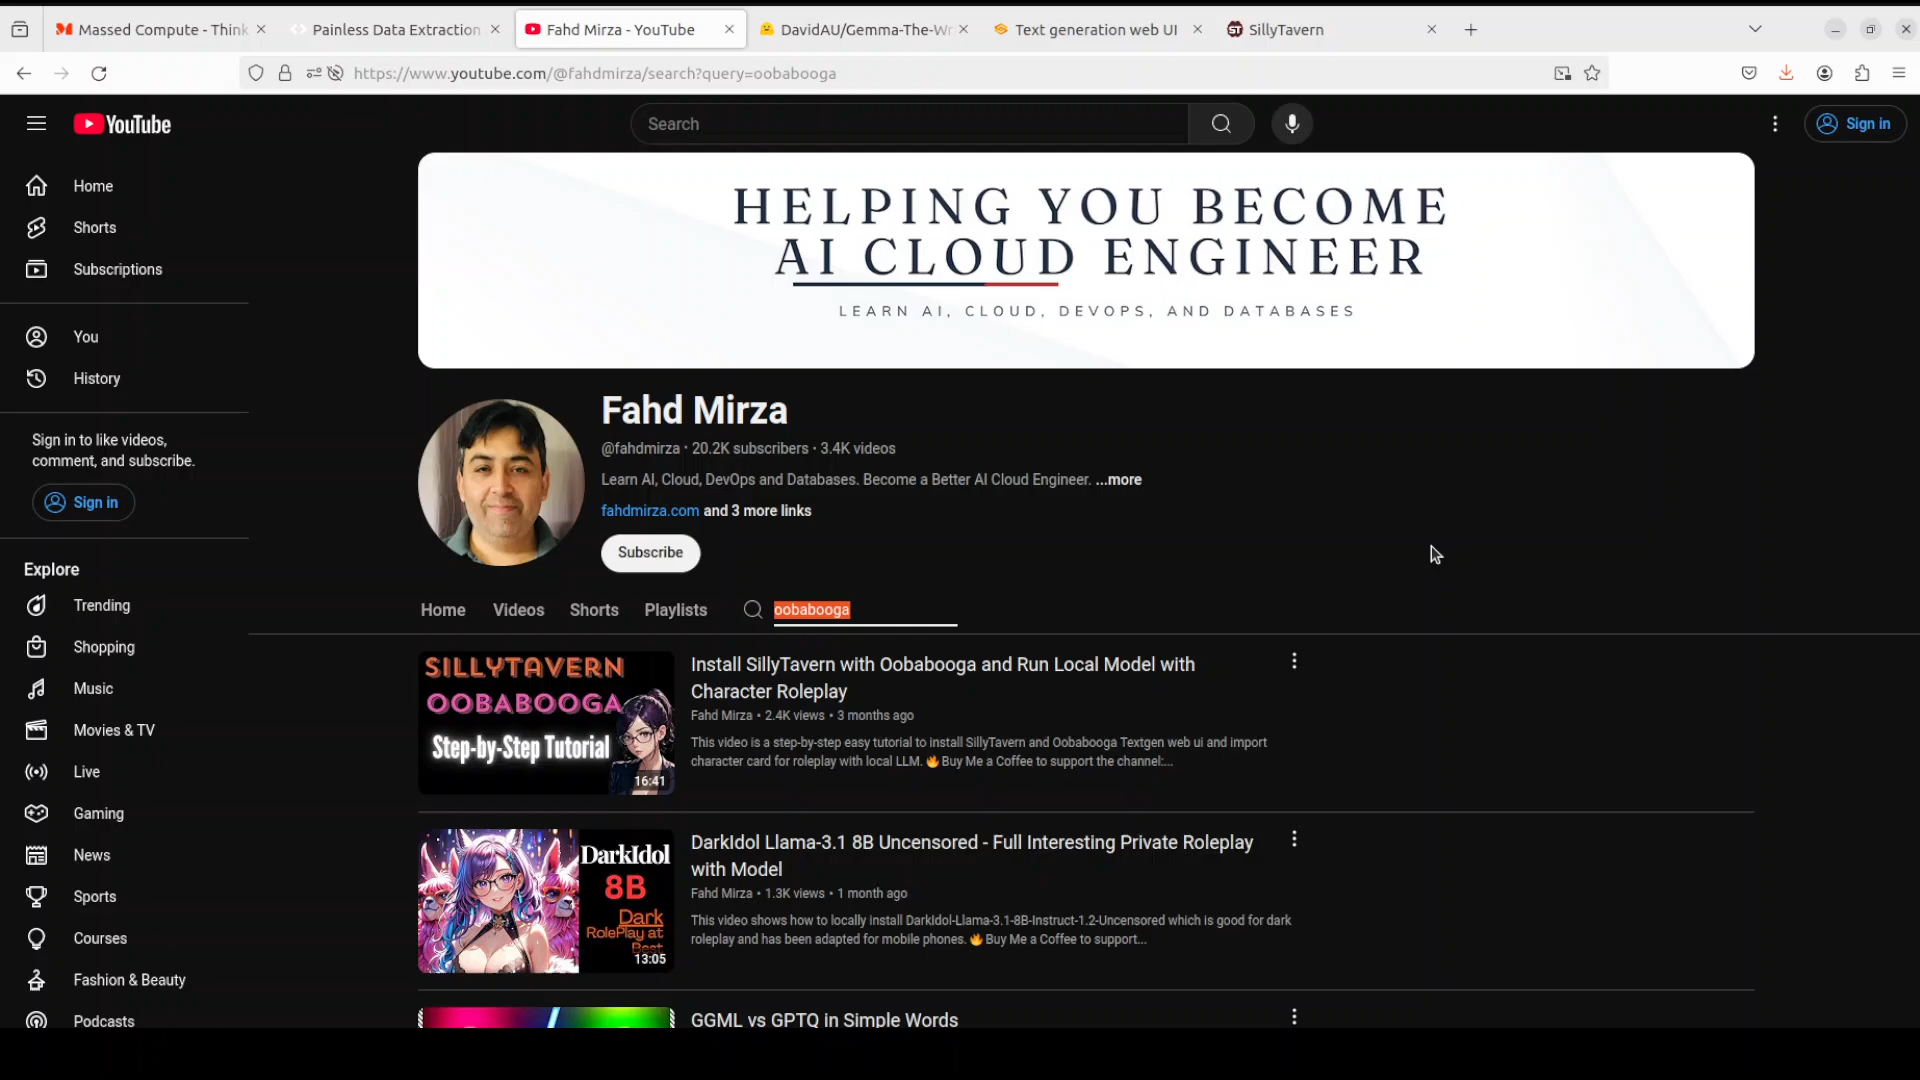 Massed Compute - Think
Painless Data Extraction
Fahd Mirza - YouTube
DavidAU/Gemma-The-Wr
Text generation web UI
SillyTavern
https://www.youtube.com/@fahdmirza/search?query=oobabooga
YouTube
Search
Sign in
Home
Shorts
Subscriptions
You
History
Sign in to like videos,
comment, and subscribe.
Sign in
Explore
Trending
Shopping
Music
Movies & TV
Live
Gaming
News
Sports
Courses
Fashion & Beauty
Podcasts
HELPING YOU BECOME
AI CLOUD ENGINEER
LEARN AI, CLOUD, DEVOPS, AND DATABASES
Fahd Mirza
@fahdmirza • 20.2K subscribers • 3.4K videos
Learn AI, Cloud, DevOps and Databases. Become a Better AI Cloud Engineer. ...more
fahdmirza.com and 3 more links
Subscribe
Home Videos Shorts Playlists oobabooga
SILLYTAVERN
OOBABOOGA
Step-by-Step Tutorial
16:41
Install SillyTavern with Oobabooga and Run Local Model with
Character Roleplay
Fahd Mirza • 2.4K views • 3 months ago
This video is a step-by-step easy tutorial to install SillyTavern and Oobabooga Textgen web ui and import
character card for roleplay with local LLM. 🔥Buy Me a Coffee to support the channel:...
DarkIdol
8B
Dark
RolePlay at
Best
13:05
DarkIdol Llama-3.1 8B Uncensored - Full Interesting Private Roleplay
with Model
Fahd Mirza • 1.3K views • 1 month ago
This video shows how to locally install DarkIdol-Llama-3.1-8B-Instruct-1.2-Uncensored which is good for dark
roleplay and has been adapted for mobile phones. 🔥Buy Me a Coffee to support...
GGML vs GPTQ in Simple Words